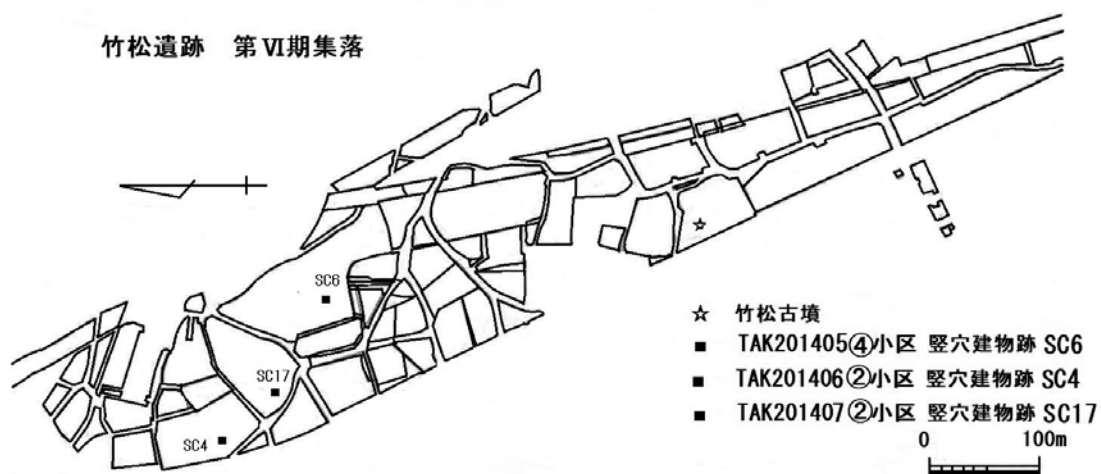 竹松遺跡 第Ⅵ期集落
SC6
SC17
SC4
☆ 竹松古墳
■ TAK201405④小区 竪穴建物跡 SC6
■ TAK201406②小区 竪穴建物跡 SC4
■ TAK201407②小区 竪穴建物跡 SC17
0 100m